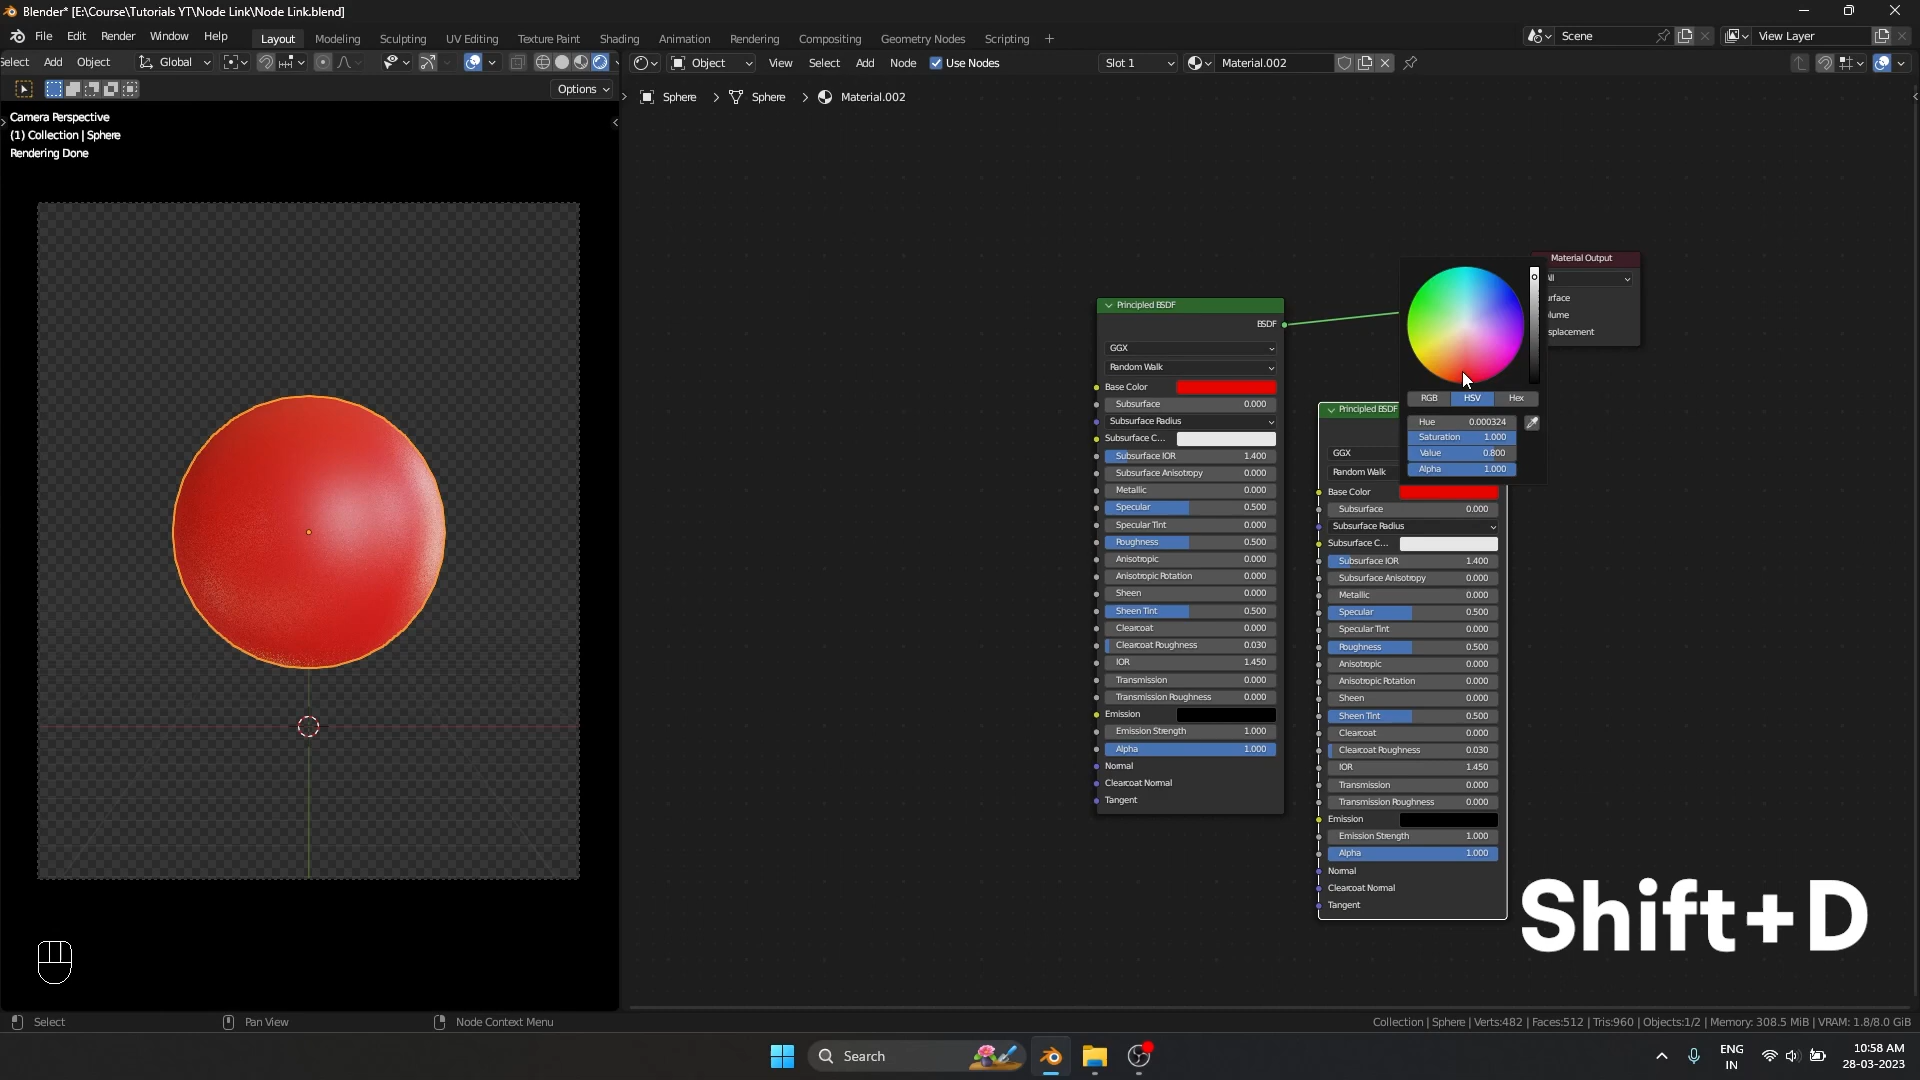 Blender* [E:\Course\Tutorials YT\Node Link\Node Link.blend]
File Edit Render Window Help Layout Modeling Sculpting UV Editing Texture Paint Shading Animation Rendering Compositing Geometry Nodes Scripting + Scene View Layer
Select Add Object Global Object View Select Add Node Use Nodes Slot 1 Material.002
Options
Sphere > Sphere > Material.002
Camera Perspective
(1) Collection | Sphere
Rendering Done
Principled BSDF
BSDF
GGX
Random Walk
Base Color
Subsurface 0.000
Subsurface Radius
Subsurface C...
Subsurface IOR 1.400
Subsurface Anisotropy 0.000
Metallic 0.000
Specular 0.500
Specular Tint 0.000
Roughness 0.500
Anisotropic 0.000
Anisotropic Rotation 0.000
Sheen 0.000
Sheen Tint 0.500
Clearcoat 0.000
Clearcoat Roughness 0.030
IOR 1.450
Transmission 0.000
Transmission Roughness 0.000
Emission
Emission Strength 1.000
Alpha 1.000
Normal
Clearcoat Normal
Tangent
Material Output
All
urface
olume
splacement
RGB HSV Hex
Hue 0.000324
Saturation 1.000
Value 0.800
Alpha 1.000
Principled BSDF
GGX
Random Walk
Base Color
Subsurface 0.000
Subsurface Radius
Subsurface C...
Subsurface IOR 1.400
Subsurface Anisotropy 0.000
Metallic 0.000
Specular 0.500
Specular Tint 0.000
Roughness 0.500
Anisotropic 0.000
Anisotropic Rotation 0.000
Sheen 0.000
Sheen Tint 0.500
Clearcoat 0.000
Clearcoat Roughness 0.030
IOR 1.450
Transmission 0.000
Transmission Roughness 0.000
Emission
Emission Strength 1.000
Alpha 1.000
Normal
Clearcoat Normal
Tangent
Shift+D
Select Pan View Node Context Menu Collection | Sphere | Verts:482 | Faces:512 | Tris:960 | Objects:1/2 | Memory: 308.5 MiB | VRAM: 1.8/8.0 GiB
Search
ENG
IN
10:58 AM
28-03-2023